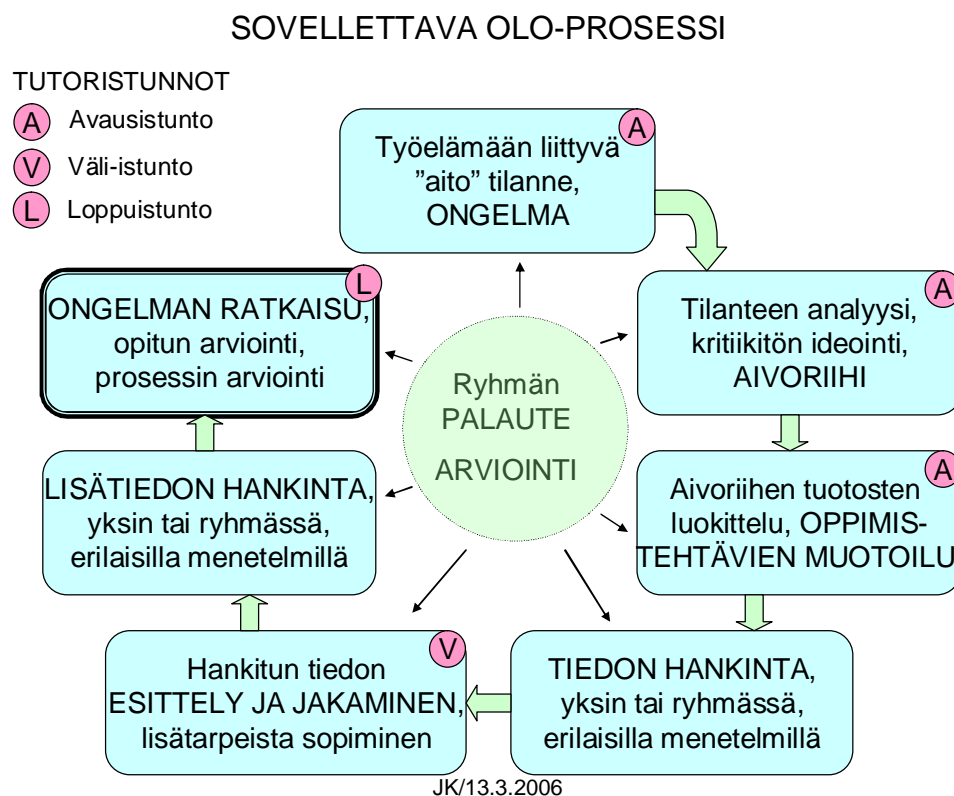 SOVELLETTAVA OLO-PROSESSI
TUTORISTUNNOT
A Avausistunto
V Väli-istunto
L Loppuistunto
A
Työelämään liittyvä
”aito” tilanne,
ONGELMA
A
Tilanteen analyysi,
kritiikitön ideointi,
AIVORIIHI
A
Aivoriihen tuotosten
luokittelu, OPPIMIS-
TEHTÄVIEN MUOTOILU
TIEDON HANKINTA,
yksin tai ryhmässä,
erilaisilla menetelmillä
V
Hankitun tiedon
ESITTELY JA JAKAMINEN,
lisätarpeista sopiminen
LISÄTIEDON HANKINTA,
yksin tai ryhmässä,
erilaisilla menetelmillä
L
ONGELMAN RATKAISU,
opitun arviointi,
prosessin arviointi
Ryhmän
PALAUTE
ARVIOINTI
JK/13.3.2006